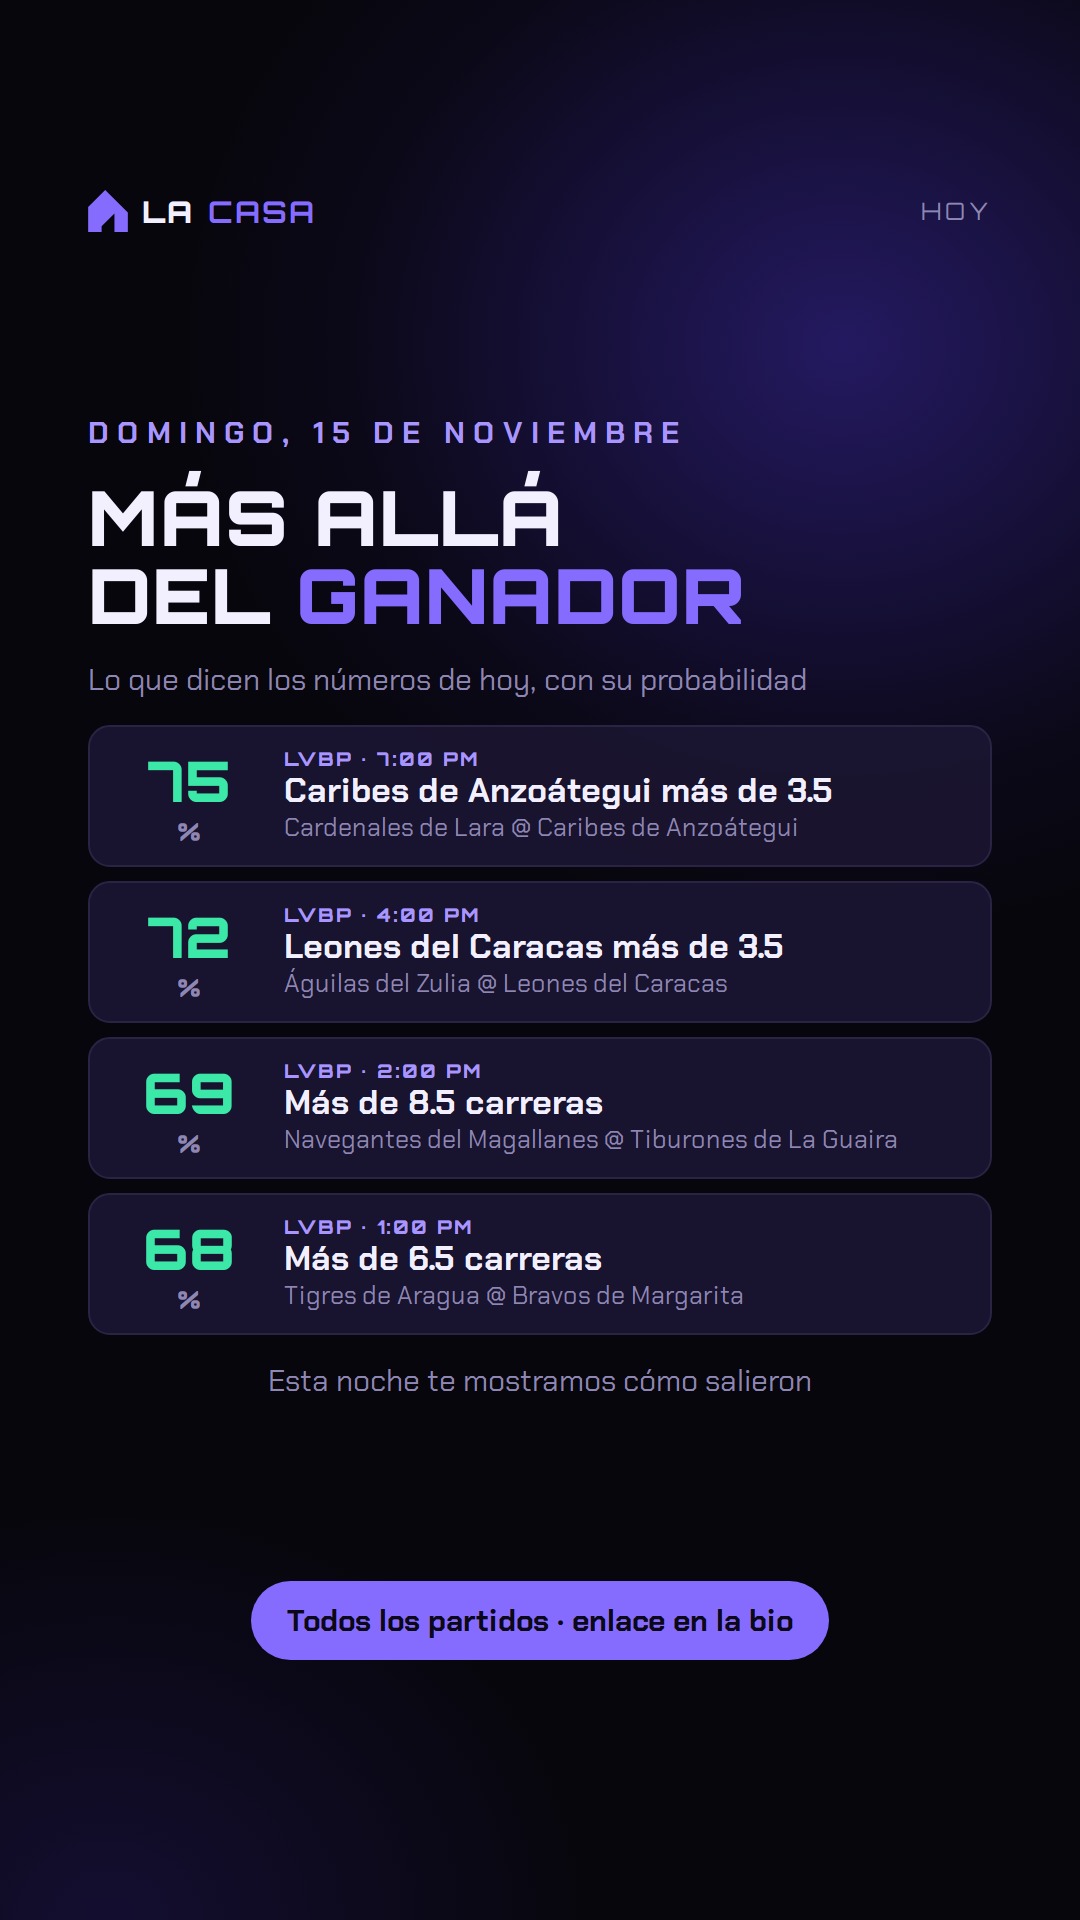 LA CASA
HOY
DOMINGO, 15 DE NOVIEMBRE
MÁS ALLÁ
DEL GANADOR
Lo que dicen los números de hoy, con su probabilidad
75
%
LVBP · 7:00 PM
Caribes de Anzoátegui más de 3.5
Cardenales de Lara @ Caribes de Anzoátegui
72
%
LVBP · 4:00 PM
Leones del Caracas más de 3.5
Águilas del Zulia @ Leones del Caracas
69
%
LVBP · 2:00 PM
Más de 8.5 carreras
Navegantes del Magallanes @ Tiburones de La Guaira
68
%
LVBP · 1:00 PM
Más de 6.5 carreras
Tigres de Aragua @ Bravos de Margarita
Esta noche te mostramos cómo salieron
Todos los partidos · enlace en la bio